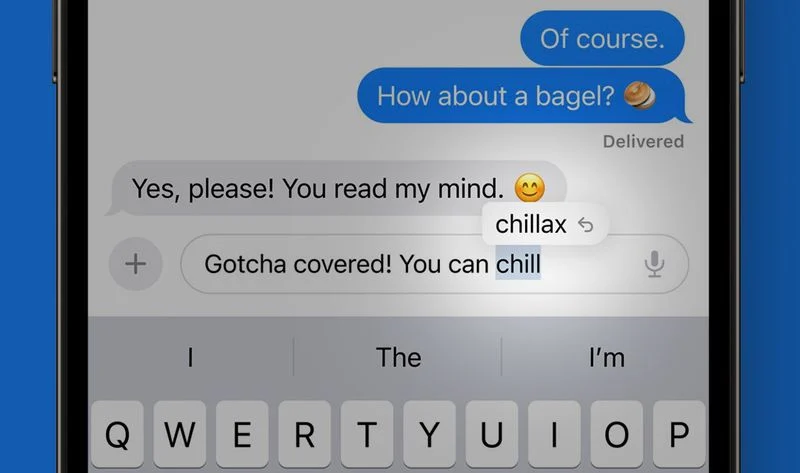 Of course.
How about a bagel? 🥯
Delivered
Yes, please! You read my mind. 😊
chillax
Gotcha covered! You can chill
I The I'm
Q W E R T Y U I O P